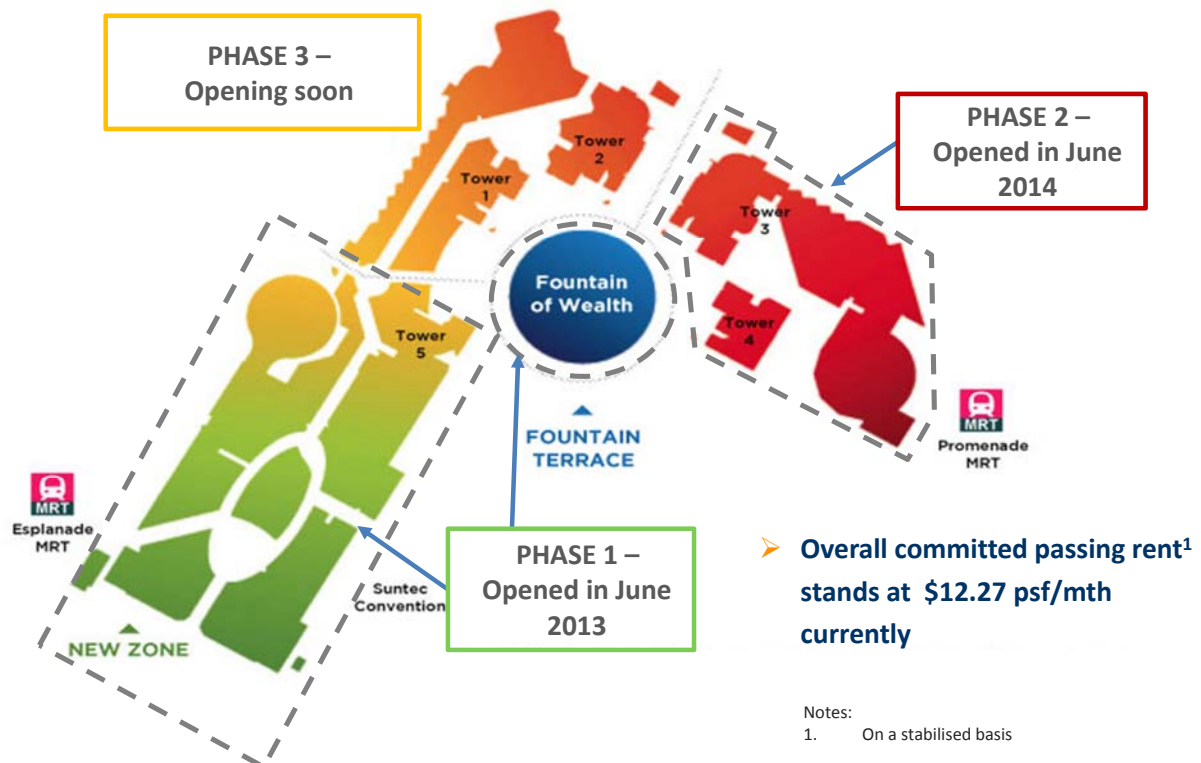 PHASE 3 –
Opening soon
PHASE 2 –
Opened in June
2014
Tower
2
Tower
1
Tower
3
Fountain
of Wealth
Tower
5
Tower
4
MRT
Promenade
MRT
FOUNTAIN
TERRACE
MRT
Esplanade
MRT
PHASE 1 –
Opened in June
2013
Suntec
Convention
NEW ZONE
➢ Overall committed passing rent¹
stands at $12.27 psf/mth
currently
Notes:
1. On a stabilised basis